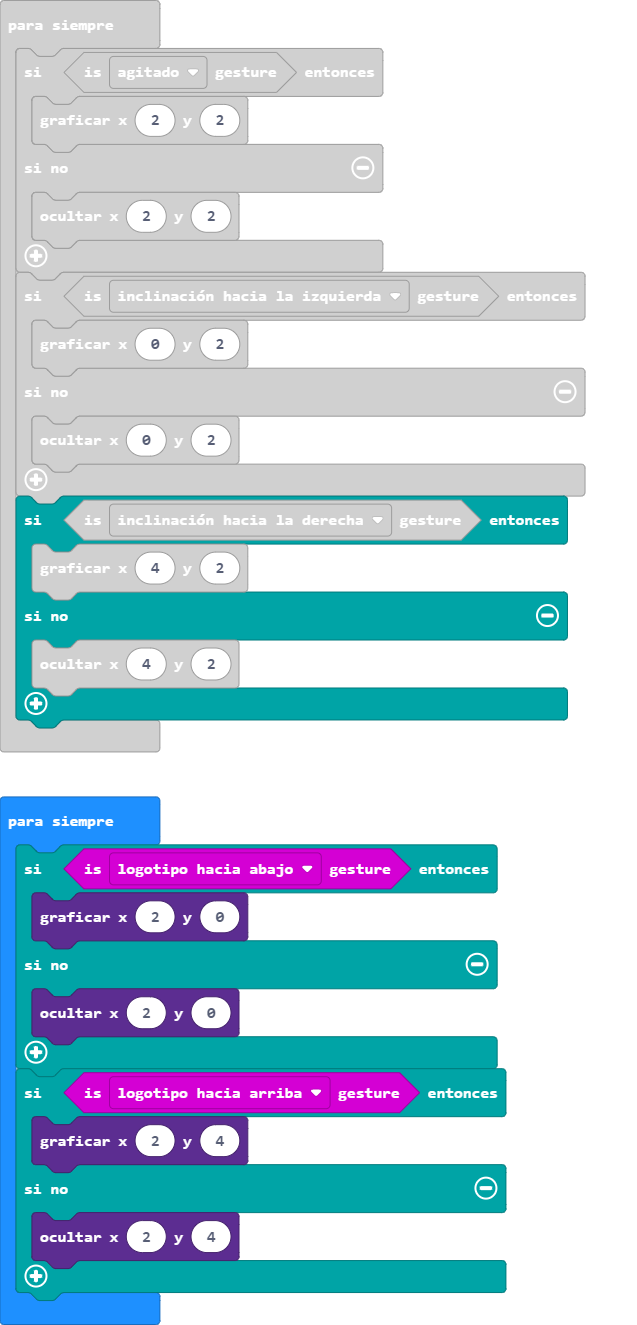 para siempre
si is agitado gesture entonces
graficar x 2 y 2
si no
ocultar x 2 y 2
si is inclinación hacia la izquierda gesture entonces
graficar x 0 y 2
si no
ocultar x 0 y 2
si is inclinación hacia la derecha gesture entonces
graficar x 4 y 2
si no
ocultar x 4 y 2
para siempre
si is logotipo hacia abajo gesture entonces
graficar x 2 y 0
si no
ocultar x 2 y 0
si is logotipo hacia arriba gesture entonces
graficar x 2 y 4
si no
ocultar x 2 y 4